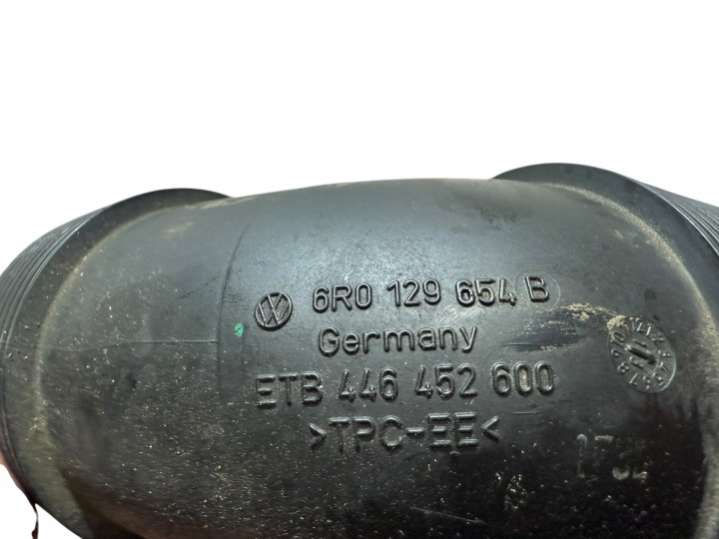 6R0 129 654 B
Germany
ETB 446 452 600
>TPC-EE<